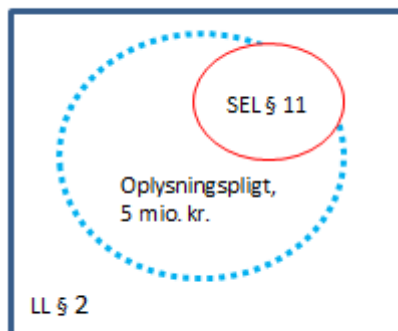 SEL § 11
Oplysningspligt,
5 mio. kr.
LL § 2